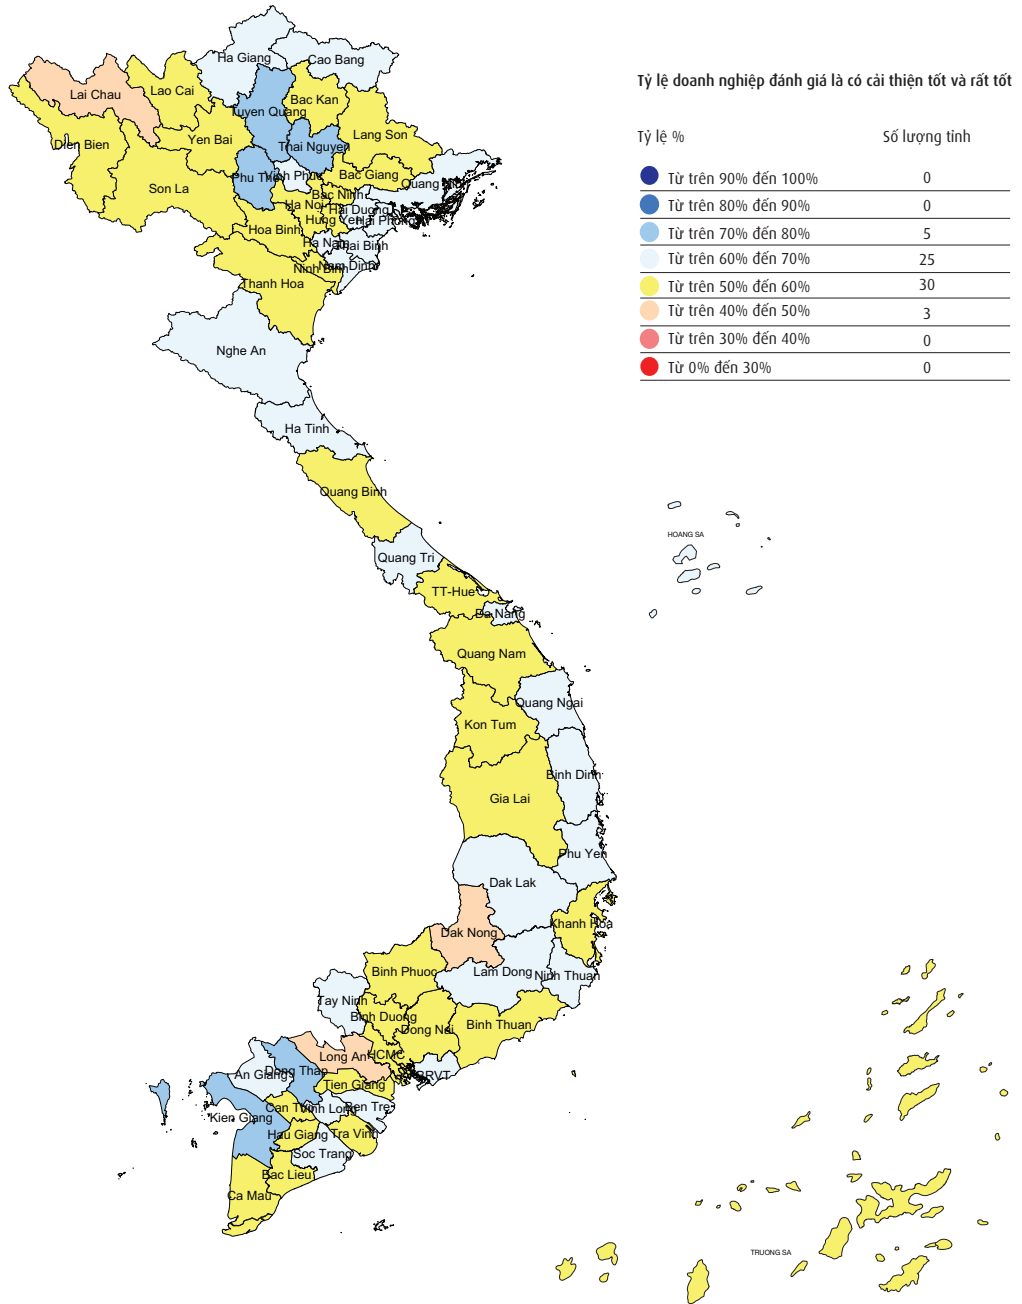 Tỷ lệ doanh nghiệp đánh giá là có cải thiện tốt và rất tốt
Tỷ lệ % Số lượng tỉnh
Từ trên 90% đến 100% 0
Từ trên 80% đến 90% 0
Từ trên 70% đến 80% 5
Từ trên 60% đến 70% 25
Từ trên 50% đến 60% 30
Từ trên 40% đến 50% 3
Từ trên 30% đến 40% 0
Từ 0% đến 30% 0
Ha Giang
Cao Bang
Lai Chau
Lao Cai
Bac Kan
Tuyen Quang
Lang Son
Dien Bien
Yen Bai
Thai Nguyen
Phu Tho
Vinh Phuc
Bac Giang
Quang Ninh
Son La
Bac Ninh
Ha Noi
Hai Duong
Hung Yen
Hai Phong
Hoa Binh
Ha Nam
Thai Binh
Ninh Binh
Nam Dinh
Thanh Hoa
Nghe An
Ha Tinh
Quang Binh
HOANG SA
Quang Tri
TT-Hue
Da Nang
Quang Nam
Quang Ngai
Kon Tum
Binh Dinh
Gia Lai
Phu Yen
Dak Lak
Khanh Hoa
Dak Nong
Binh Phuoc
Lam Dong
Ninh Thuan
Tay Ninh
Binh Duong
Dong Nai
Binh Thuan
Long An
HCMC
An Giang
Dong Thap
BRVT
Tien Giang
Can Tho
Vinh Long
Ben Tre
Kien Giang
Hau Giang
Tra Vinh
Soc Trang
Bac Lieu
Ca Mau
TRUONG SA